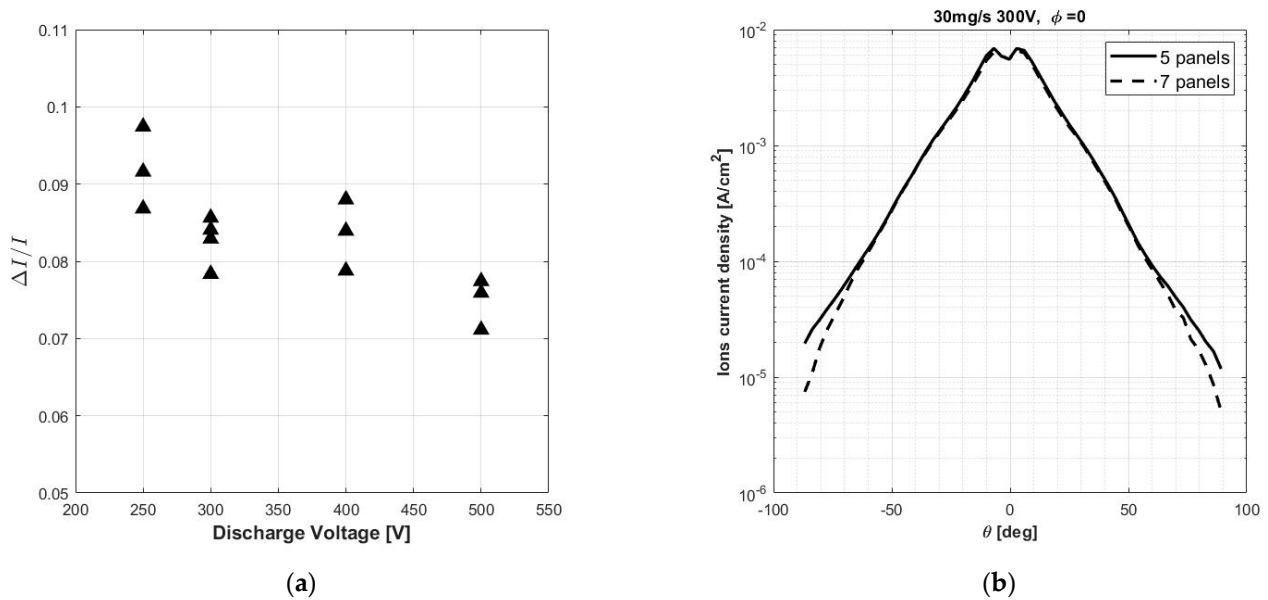 0.11
0.1
0.09
0.08
0.07
0.06
0.05
200 250 300 350 400 450 500 550
ΔI/I
Discharge Voltage [V]
(a)
30mg/s 300V, ϕ =0
5 panels
7 panels
10⁻²
10⁻³
10⁻⁴
10⁻⁵
10⁻⁶
-100 -50 0 50 100
Ions current density [A/cm²]
θ [deg]
(b)